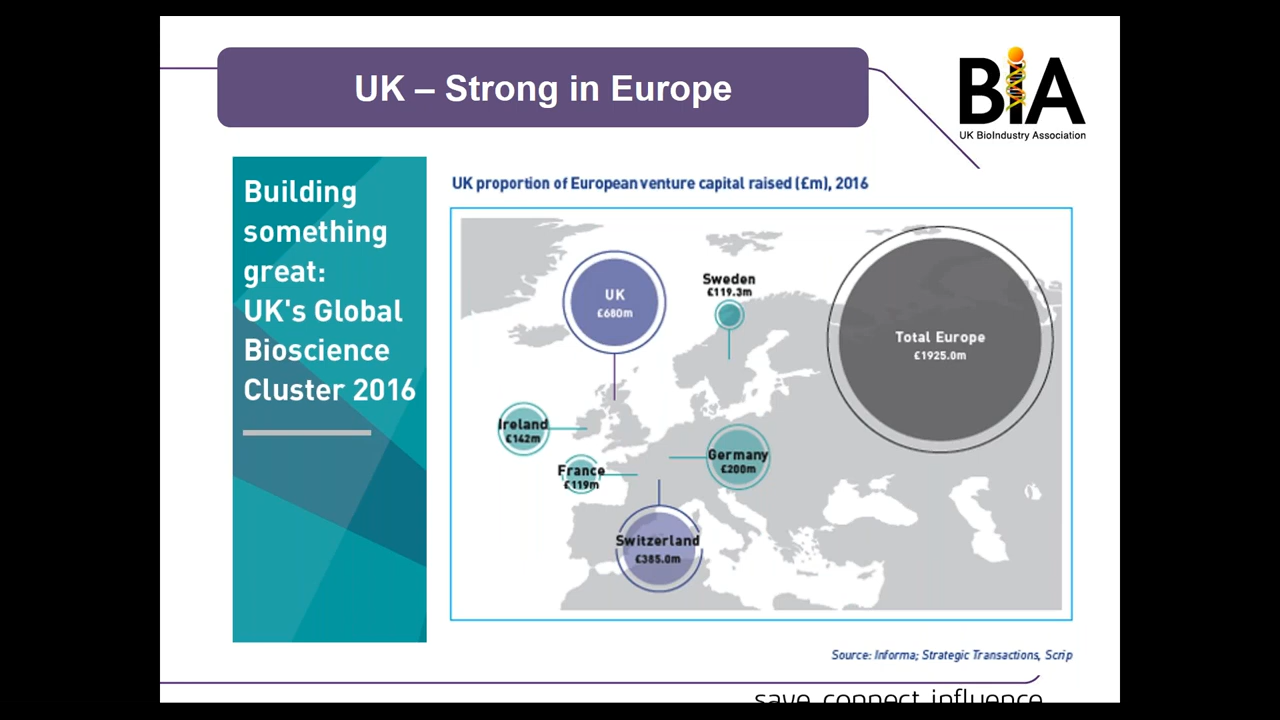 UK – Strong in Europe
BiA
UK BioIndustry Association
Building
something
great:
UK's Global
Bioscience
Cluster 2016
UK proportion of European venture capital raised (£m), 2016
UK
£680m
Sweden
£119.3m
Total Europe
£1925.0m
Ireland
£142m
France
£119m
Germany
£200m
Switzerland
£385.0m
Source: Informa; Strategic Transactions, Scrip
save, connect, influence